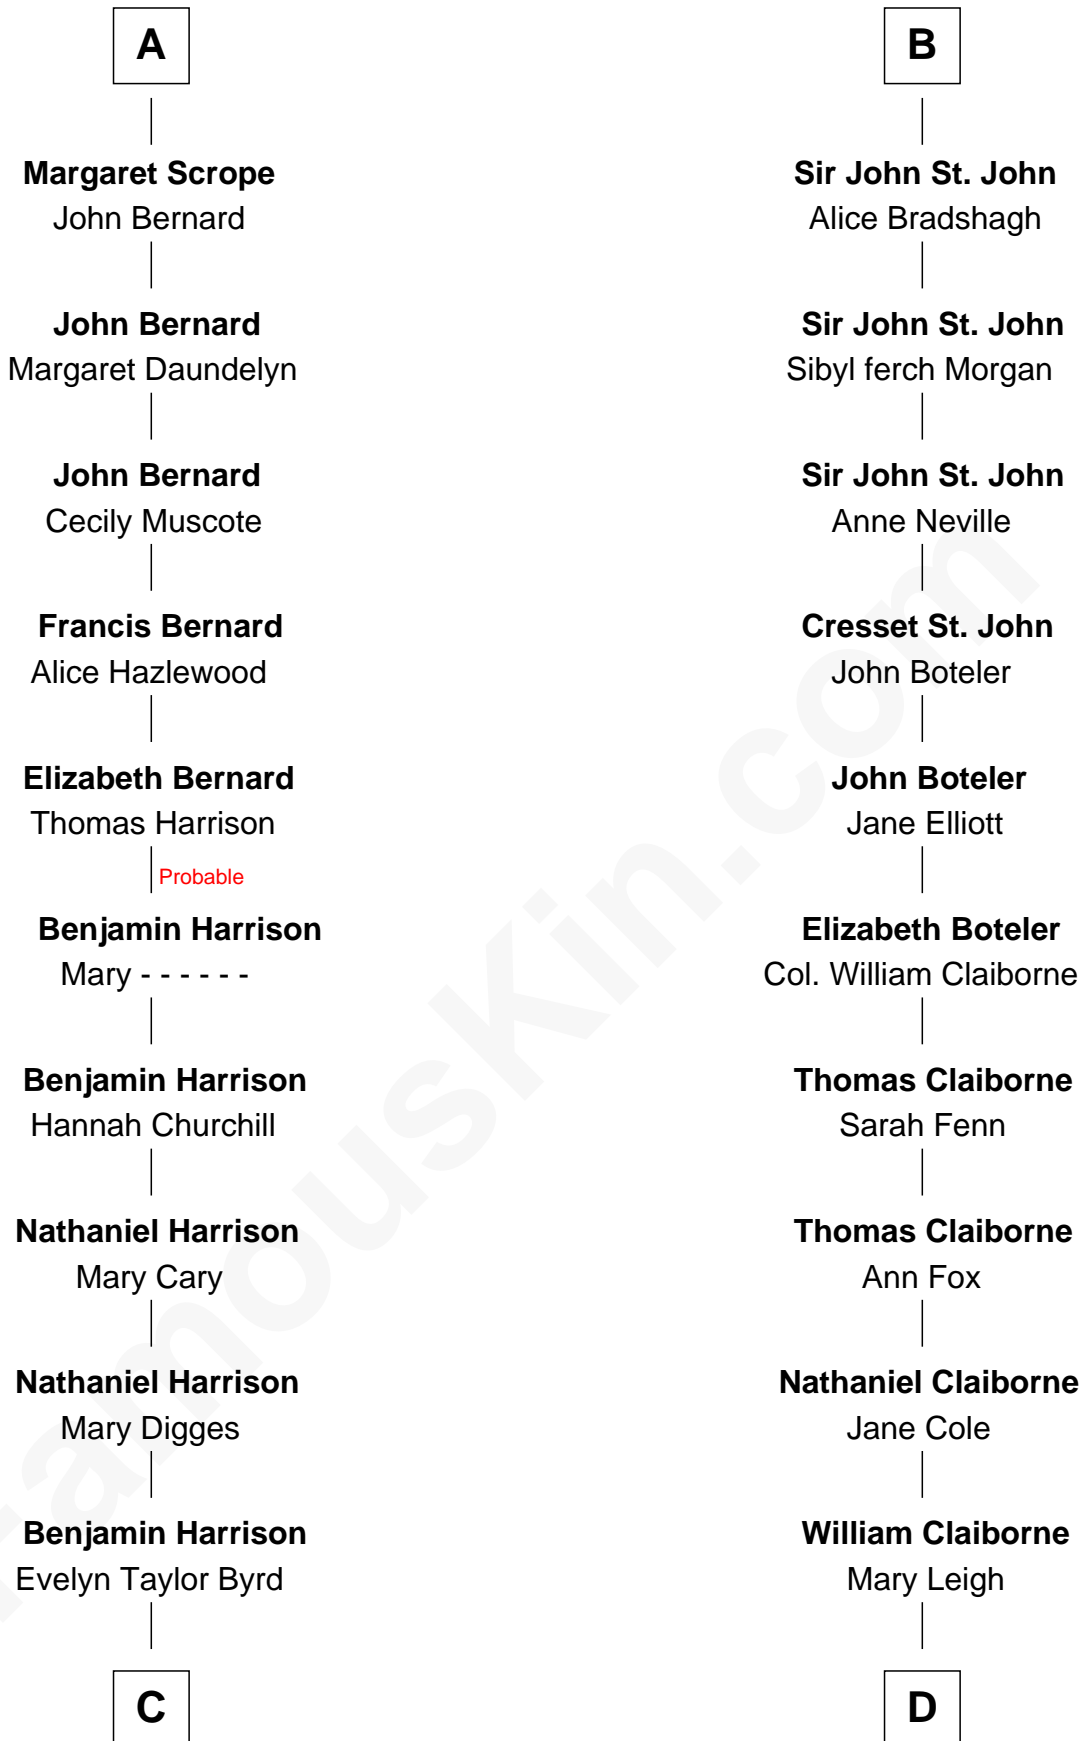 A
Margaret Scrope
John Bernard
John Bernard
Margaret Daundelyn
John Bernard
Cecily Muscote
Francis Bernard
Alice Hazlewood
Elizabeth Bernard
Thomas Harrison
Probable
Benjamin Harrison
Mary - - - - - -
Benjamin Harrison
Hannah Churchill
Nathaniel Harrison
Mary Cary
Nathaniel Harrison
Mary Digges
Benjamin Harrison
Evelyn Taylor Byrd
C
B
Sir John St. John
Alice Bradshagh
Sir John St. John
Sibyl ferch Morgan
Sir John St. John
Anne Neville
Cresset St. John
John Boteler
John Boteler
Jane Elliott
Elizabeth Boteler
Col. William Claiborne
Thomas Claiborne
Sarah Fenn
Thomas Claiborne
Ann Fox
Nathaniel Claiborne
Jane Cole
William Claiborne
Mary Leigh
D
FamousKin.com